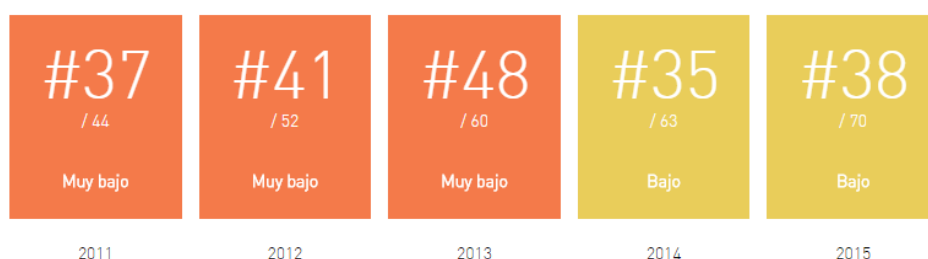 #37 #41 #48 #35 #38
/ 44 / 52 / 60 / 63 / 70
Muy bajo Muy bajo Muy bajo Bajo Bajo
2011 2012 2013 2014 2015